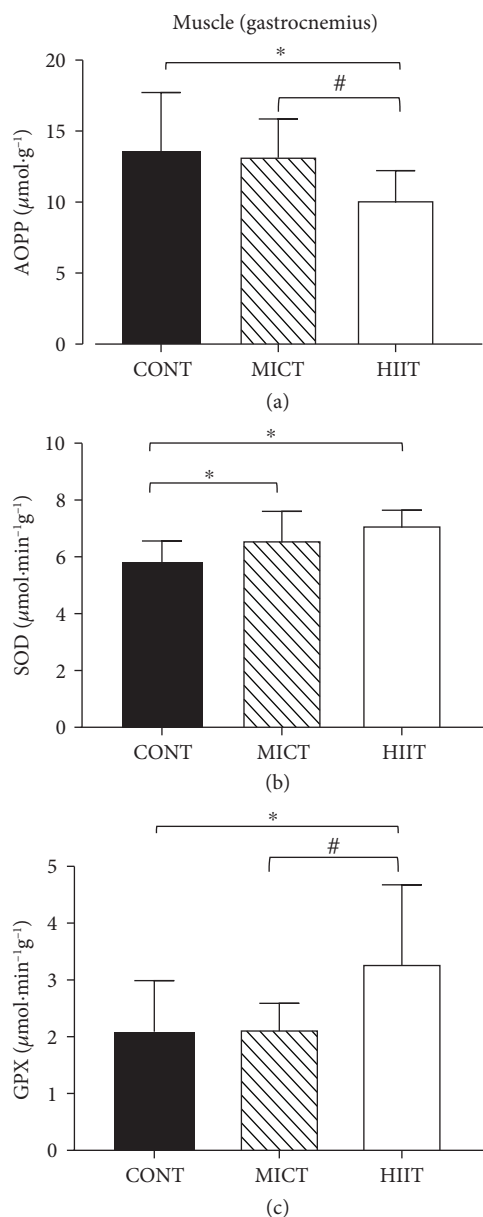 Muscle (gastrocnemius)
*
#
20
15
10
5
0
AOPP (µmol·g⁻¹)
CONT MICT HIIT
(a)
*
*
10
8
6
4
2
0
SOD (µmol·min⁻¹g⁻¹)
CONT MICT HIIT
(b)
*
#
5
4
3
2
1
0
GPX (µmol·min⁻¹g⁻¹)
CONT MICT HIIT
(c)